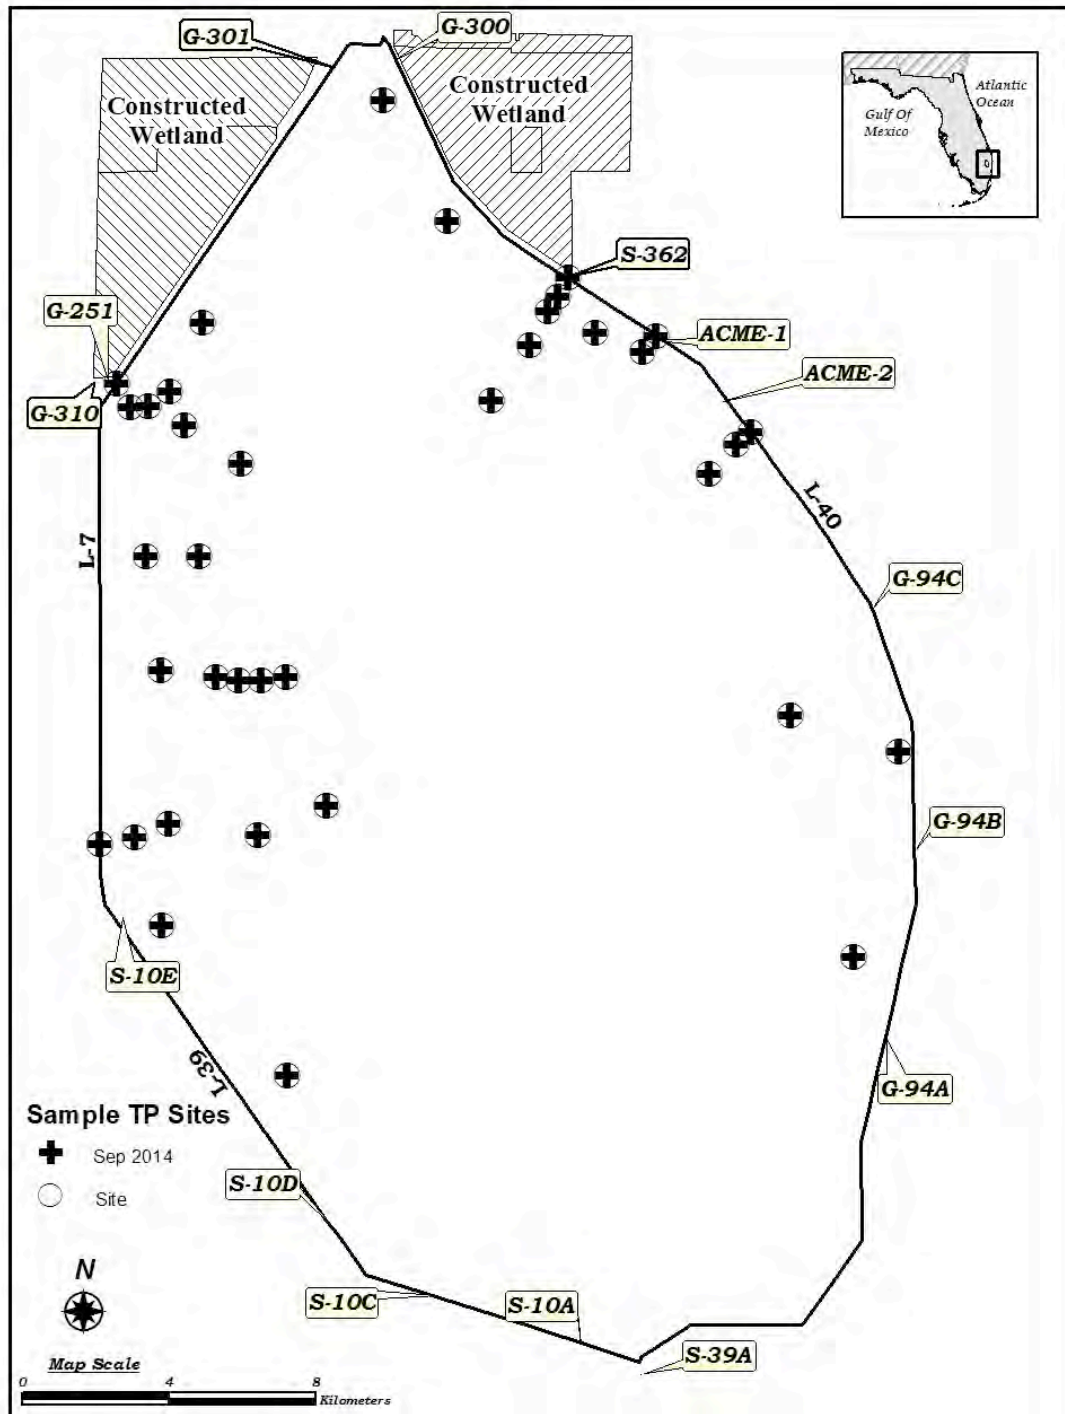 G-301
G-300
Constructed
Wetland
Constructed
Wetland
Atlantic
Ocean
Gulf Of
Mexico
S-362
G-251
ACME-1
ACME-2
G-310
L-40
L-7
G-94C
G-94B
S-10E
L-39
G-94A
Sample TP Sites
Sep 2014
Site
S-10D
N
S-10C
S-10A
S-39A
Map Scale
0 4 8
Kilometers